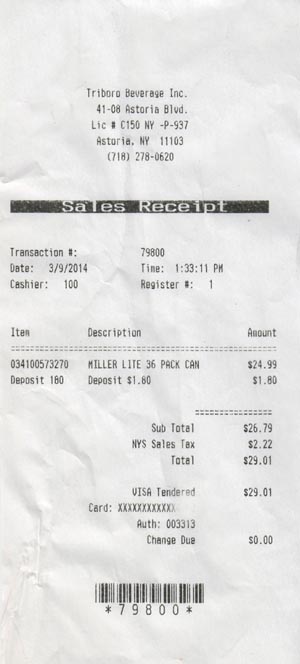 Triboro Beverage Inc.
41-08 Astoria Blvd.
Lic # C150 NY -P-937
Astoria, NY 11103
(718) 278-0620
Sales Receipt
Transaction #: 79800
Date: 3/9/2014 Time: 1:33:11 PM
Cashier: 100 Register #: 1
Item Description Amount
034100573270 MILLER LITE 36 PACK CAN $24.99
Deposit 180 Deposit $1.80 $1.80
Sub Total $26.79
NYS Sales Tax $2.22
Total $29.01
VISA Tendered $29.01
Card: XXXXXXXXXXXX
Auth: 003313
Change Due $0.00
*79800*